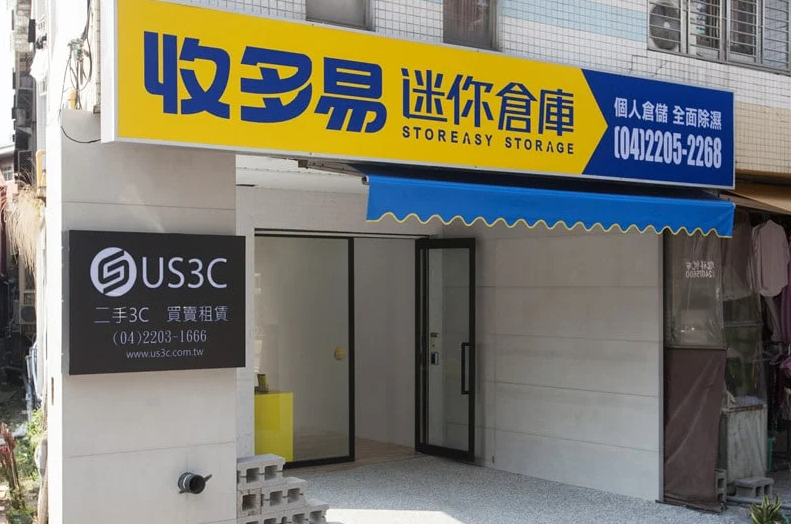 收多易 迷你倉庫
STOREASY STORAGE
個人倉儲 全面除濕
(04)2205-2268
US3C
二手3C 買賣租賃
(04)2203-1666
www.us3c.com.tw